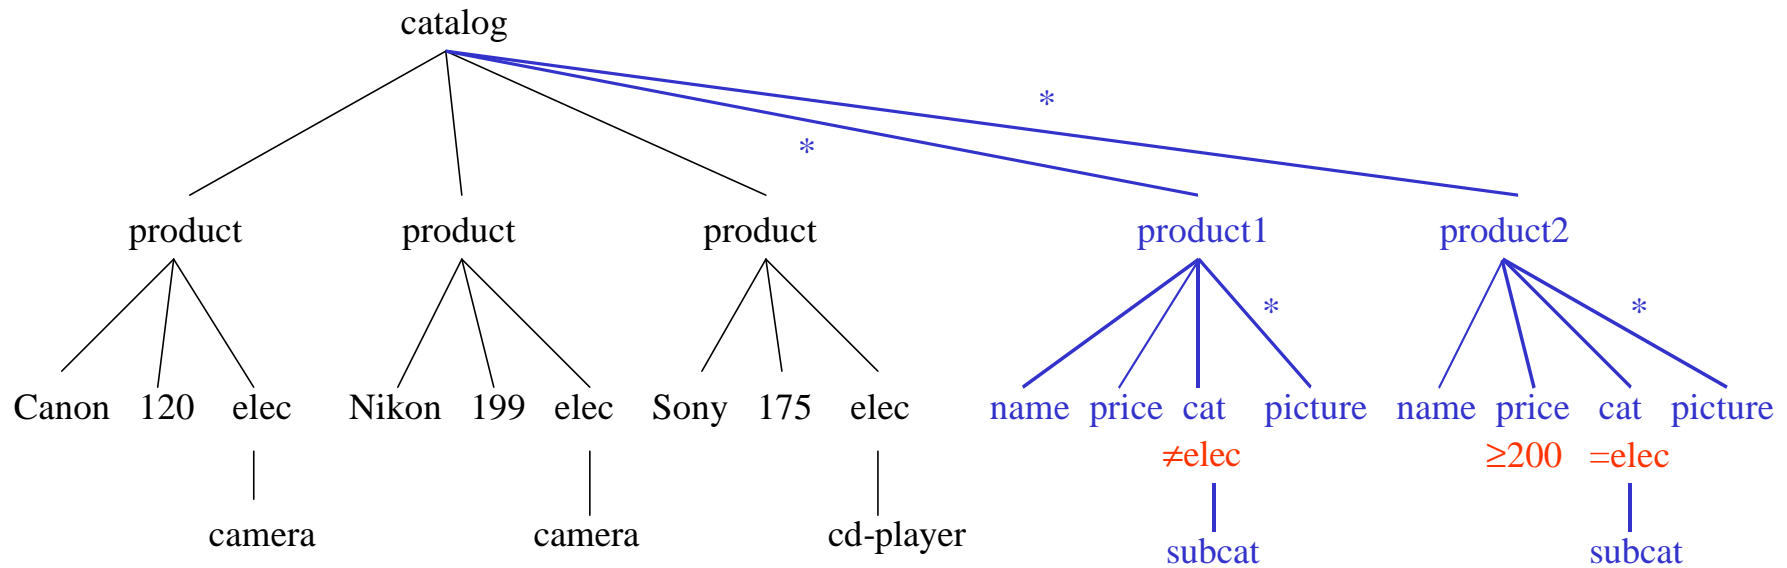 catalog
*
*
product product product product1 product2
* *
Canon 120 elec Nikon 199 elec Sony 175 elec name price cat picture name price cat picture
≠elec ≥200 =elec
camera camera cd-player subcat subcat